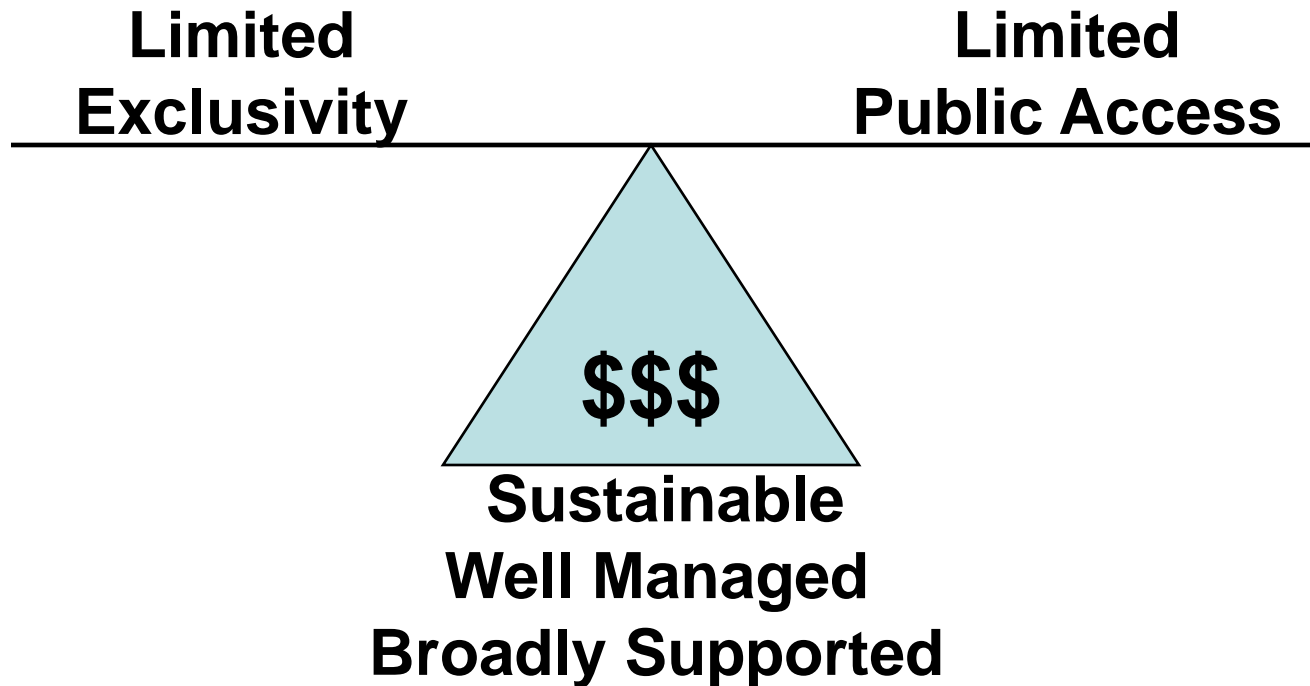 Limited
Exclusivity
Limited
Public Access
$$$
Sustainable
Well Managed
Broadly Supported